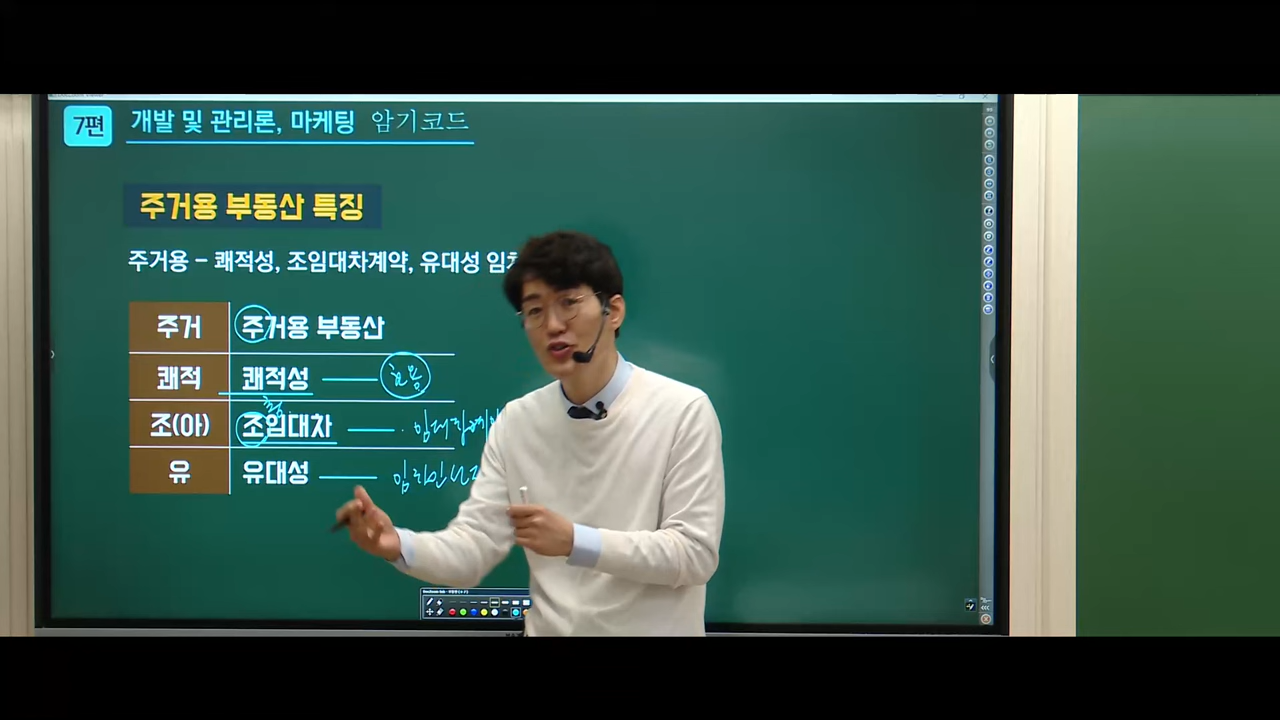 7편 개발 및 관리론, 마케팅 암기코드
주거용 부동산 특징
주거용 – 쾌적성, 조임대차계약, 유대성
주거 주거용 부동산
쾌적 쾌적성 효용
조(아) 조임대차
유 유대성